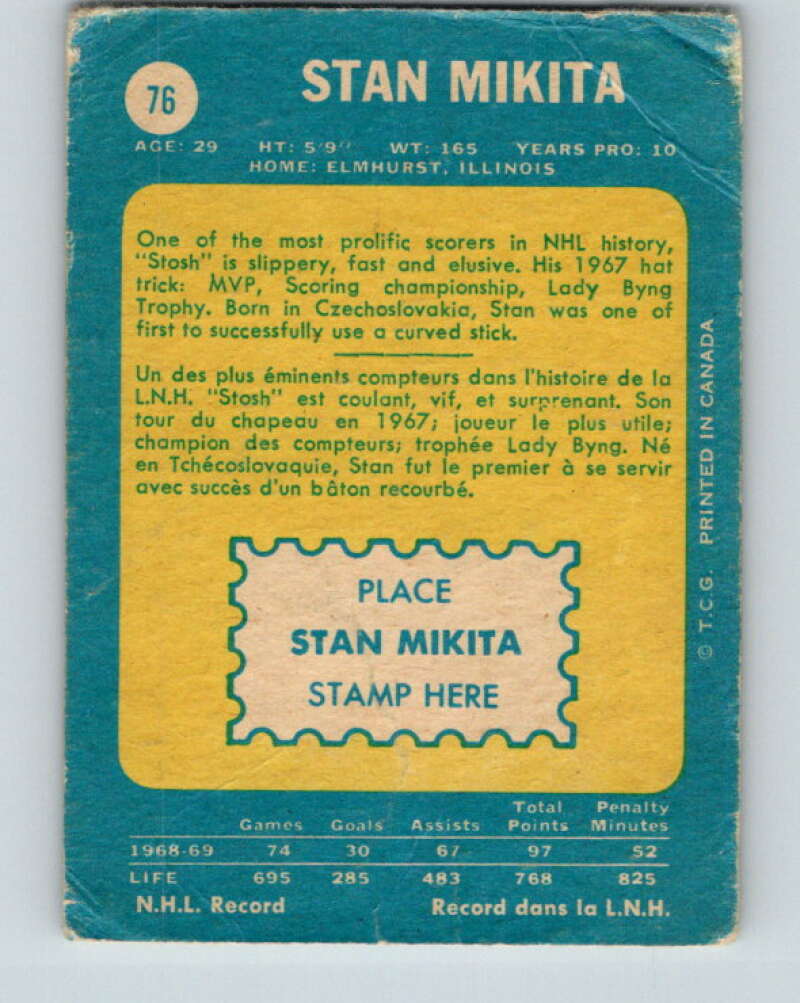 76
STAN MIKITA
AGE: 29 HT: 5'9" WT: 165 YEARS PRO: 10
HOME: ELMHURST, ILLINOIS
One of the most prolific scorers in NHL history,
"Stosh" is slippery, fast and elusive. His 1967 hat
trick: MVP, Scoring championship, Lady Byng
Trophy. Born in Czechoslovakia, Stan was one of
first to successfully use a curved stick.
Un des plus éminents compteurs dans l'histoire de la
L.N.H. "Stosh" est coulant, vif, et surprenant. Son
tour du chapeau en 1967; joueur le plus utile;
champion des compteurs; trophée Lady Byng. Né
en Tchécoslovaquie, Stan fut le premier à se servir
avec succès d'un bâton recourbé.
PLACE
STAN MIKITA
STAMP HERE
© T.C.G. PRINTED IN CANADA
Total Penalty
Games Goals Assists Points Minutes
1968-69 74 30 67 97 52
LIFE 695 285 483 768 825
N.H.L. Record Record dans la L.N.H.